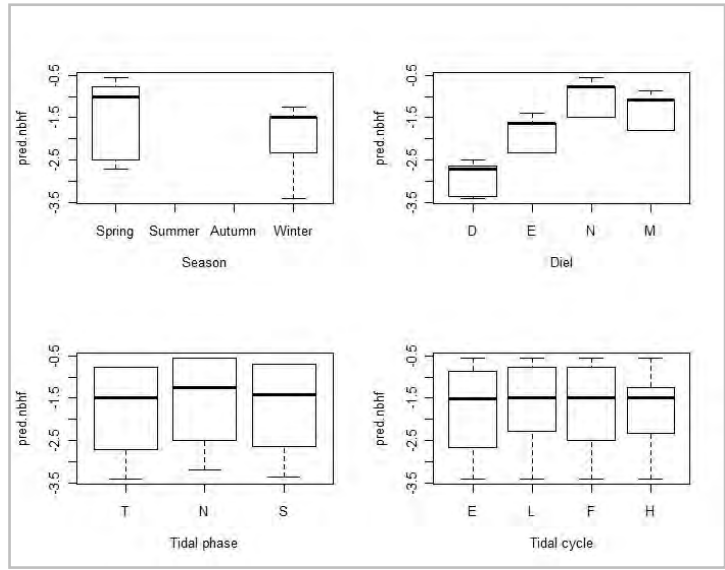 pred.nbhf
-0.5
-1.5
-2.5
-3.5
Spring Summer Autumn Winter
Season
pred.nbhf
-0.5
-1.5
-2.5
-3.5
D E N M
Diel
pred.nbhf
-0.5
-1.5
-2.5
-3.5
T N S
Tidal phase
pred.nbhf
-0.5
-1.5
-2.5
-3.5
E L F H
Tidal cycle